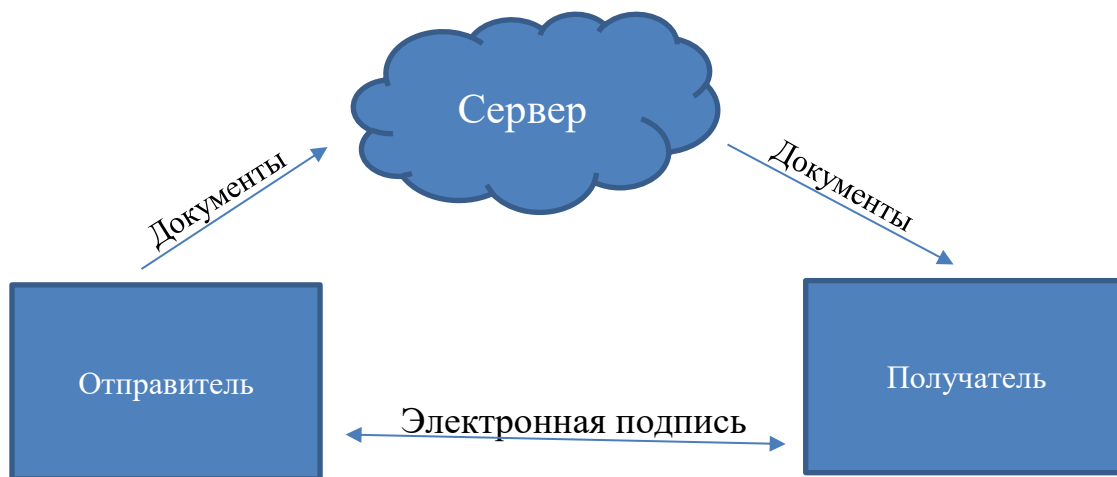 Сервер
Документы
Документы
Отправитель
Получатель
Электронная подпись